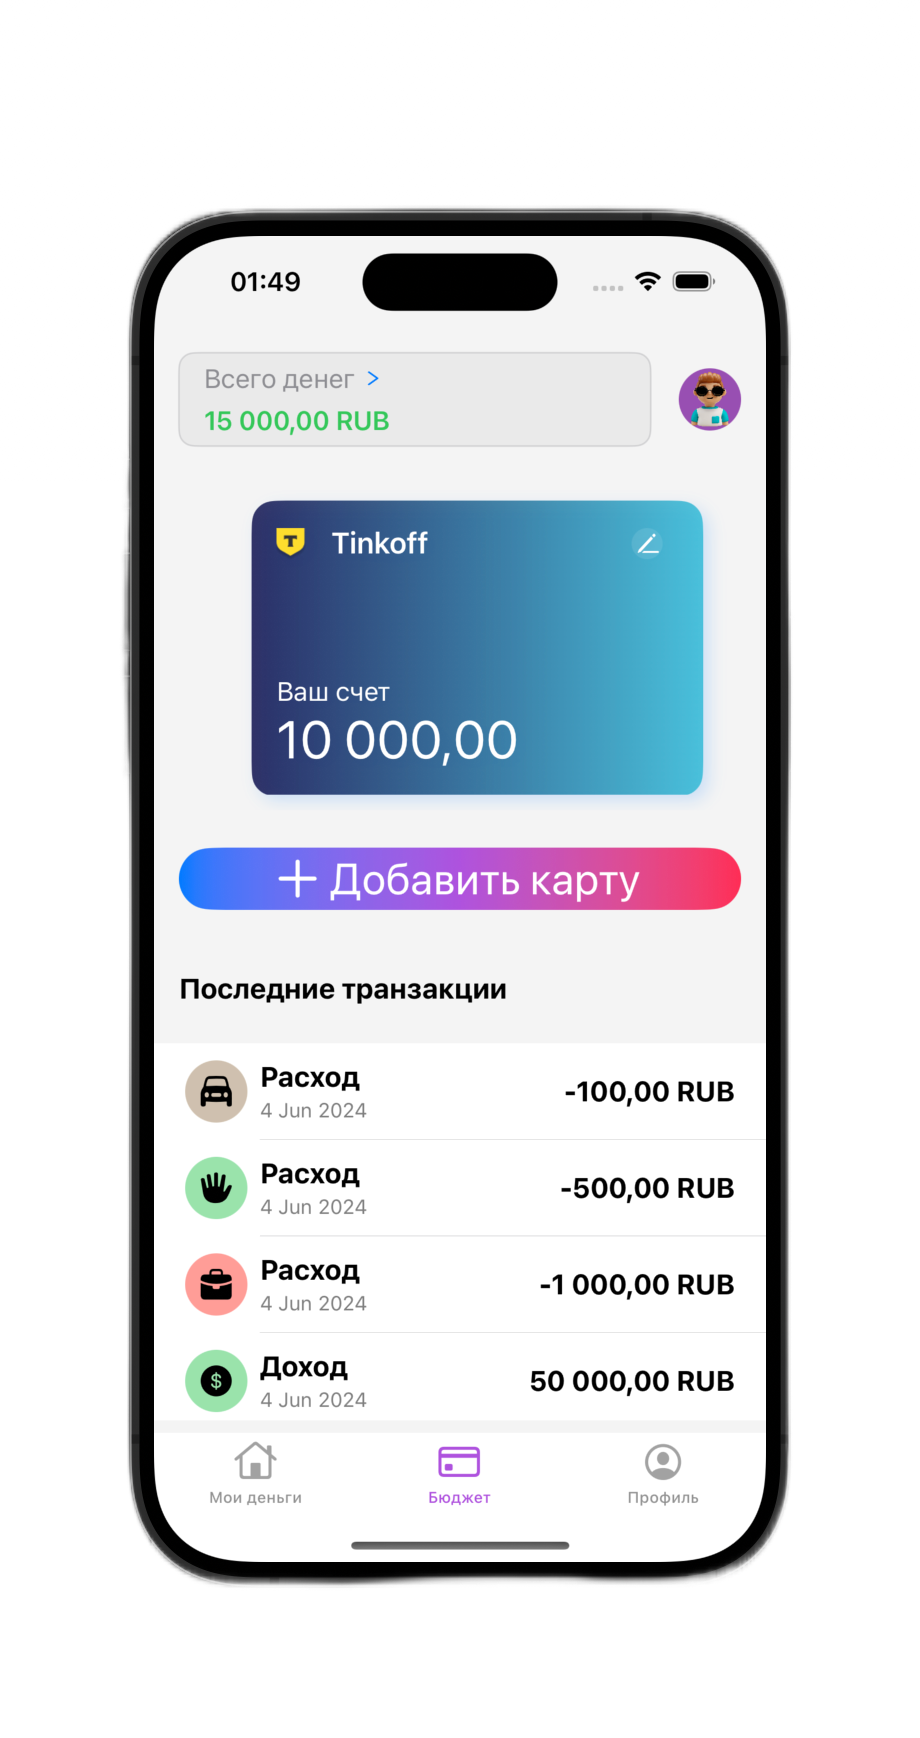 01:49
Всего денег >
15 000,00 RUB
T Tinkoff
Ваш счет
10 000,00
+ Добавить карту
Последние транзакции
Расход
-100,00 RUB
4 Jun 2024
Расход
-500,00 RUB
4 Jun 2024
Расход
-1 000,00 RUB
4 Jun 2024
Доход
50 000,00 RUB
4 Jun 2024
$
Мои деньги
Бюджет
Профиль